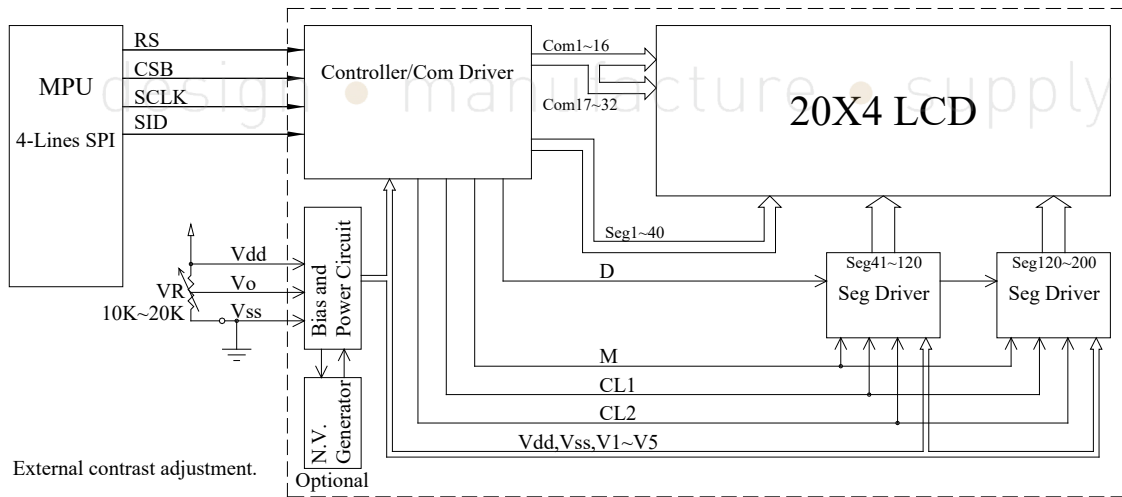 MPU
4-Lines SPI
RS
CSB
SCLK
SID
Controller/Com Driver
Com1~16
Com17~32
20X4 LCD
design • manufacture • supply
Seg1~40
Vdd
Vo
Vss
VR
10K~20K
Bias and
Power Circuit
D
Seg41~120
Seg Driver
Seg120~200
Seg Driver
M
CL1
CL2
Vdd,Vss,V1~V5
N.V.
Generator
Optional
External contrast adjustment.